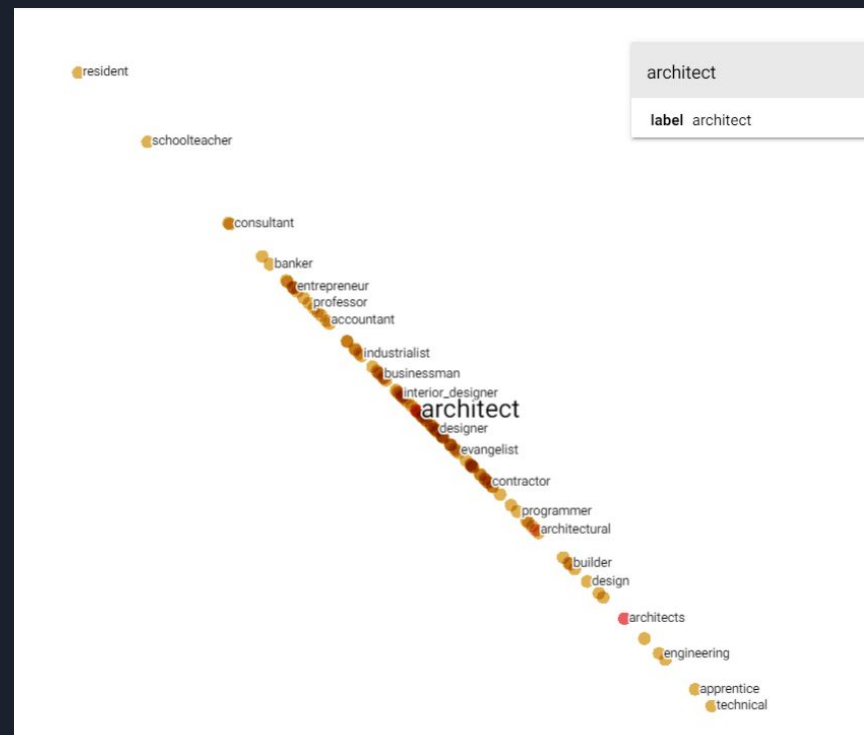 resident
architect
label architect
schoolteacher
consultant
banker
entrepreneur
professor
accountant
industrialist
businessman
interior_designer
architect
designer
evangelist
contractor
programmer
architectural
builder
design
architects
engineering
apprentice
technical